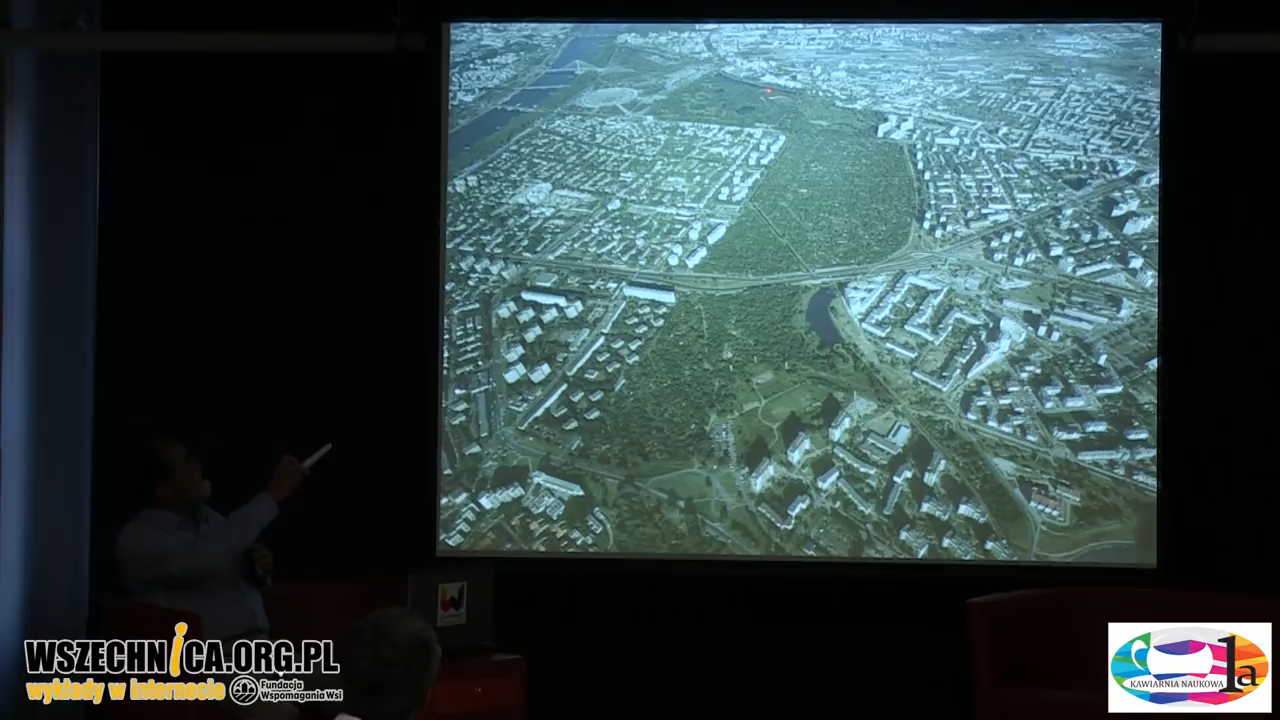 WSZECHNICA.ORG.PL
wykłady w internecie
Fundacja
Wspomagania Wsi
KAWIARNIA NAUKOWA 1a